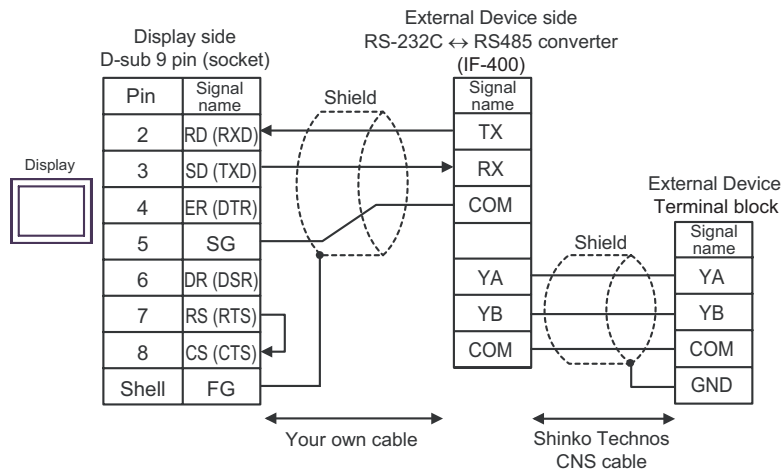 Display side
D-sub 9 pin (socket)
External Device side
RS-232C ↔ RS485 converter
(IF-400)
Pin Signal name
2 RD (RXD)
3 SD (TXD)
4 ER (DTR)
5 SG
6 DR (DSR)
7 RS (RTS)
8 CS (CTS)
Shell FG
Display
Shield
Signal name
TX
RX
COM
YA
YB
COM
Shield
External Device
Terminal block
Signal name
YA
YB
COM
GND
Your own cable
Shinko Technos
CNS cable